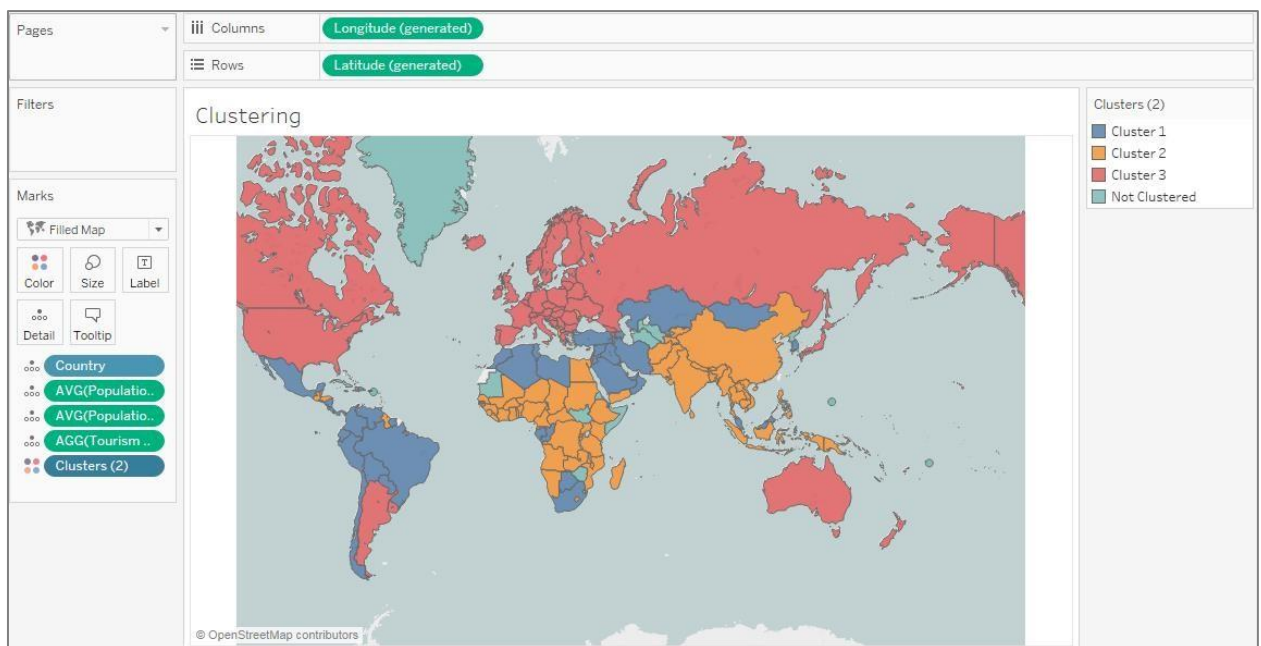 Pages
Columns
Longitude (generated)
Rows
Latitude (generated)
Filters
Marks
Filled Map
Color
Size
Label
Detail
Tooltip
Country
AVG(Populatio..
AVG(Populatio..
AGG(Tourism ..
Clusters (2)
Clustering
© OpenStreetMap contributors
Clusters (2)
Cluster 1
Cluster 2
Cluster 3
Not Clustered